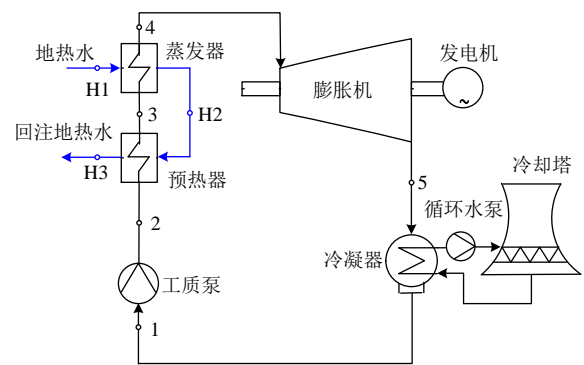 4
地热水
蒸发器
发电机
H1
膨胀机
~
3
H2
回注地热水
H3
预热器
冷却塔
5
循环水泵
2
冷凝器
工质泵
1